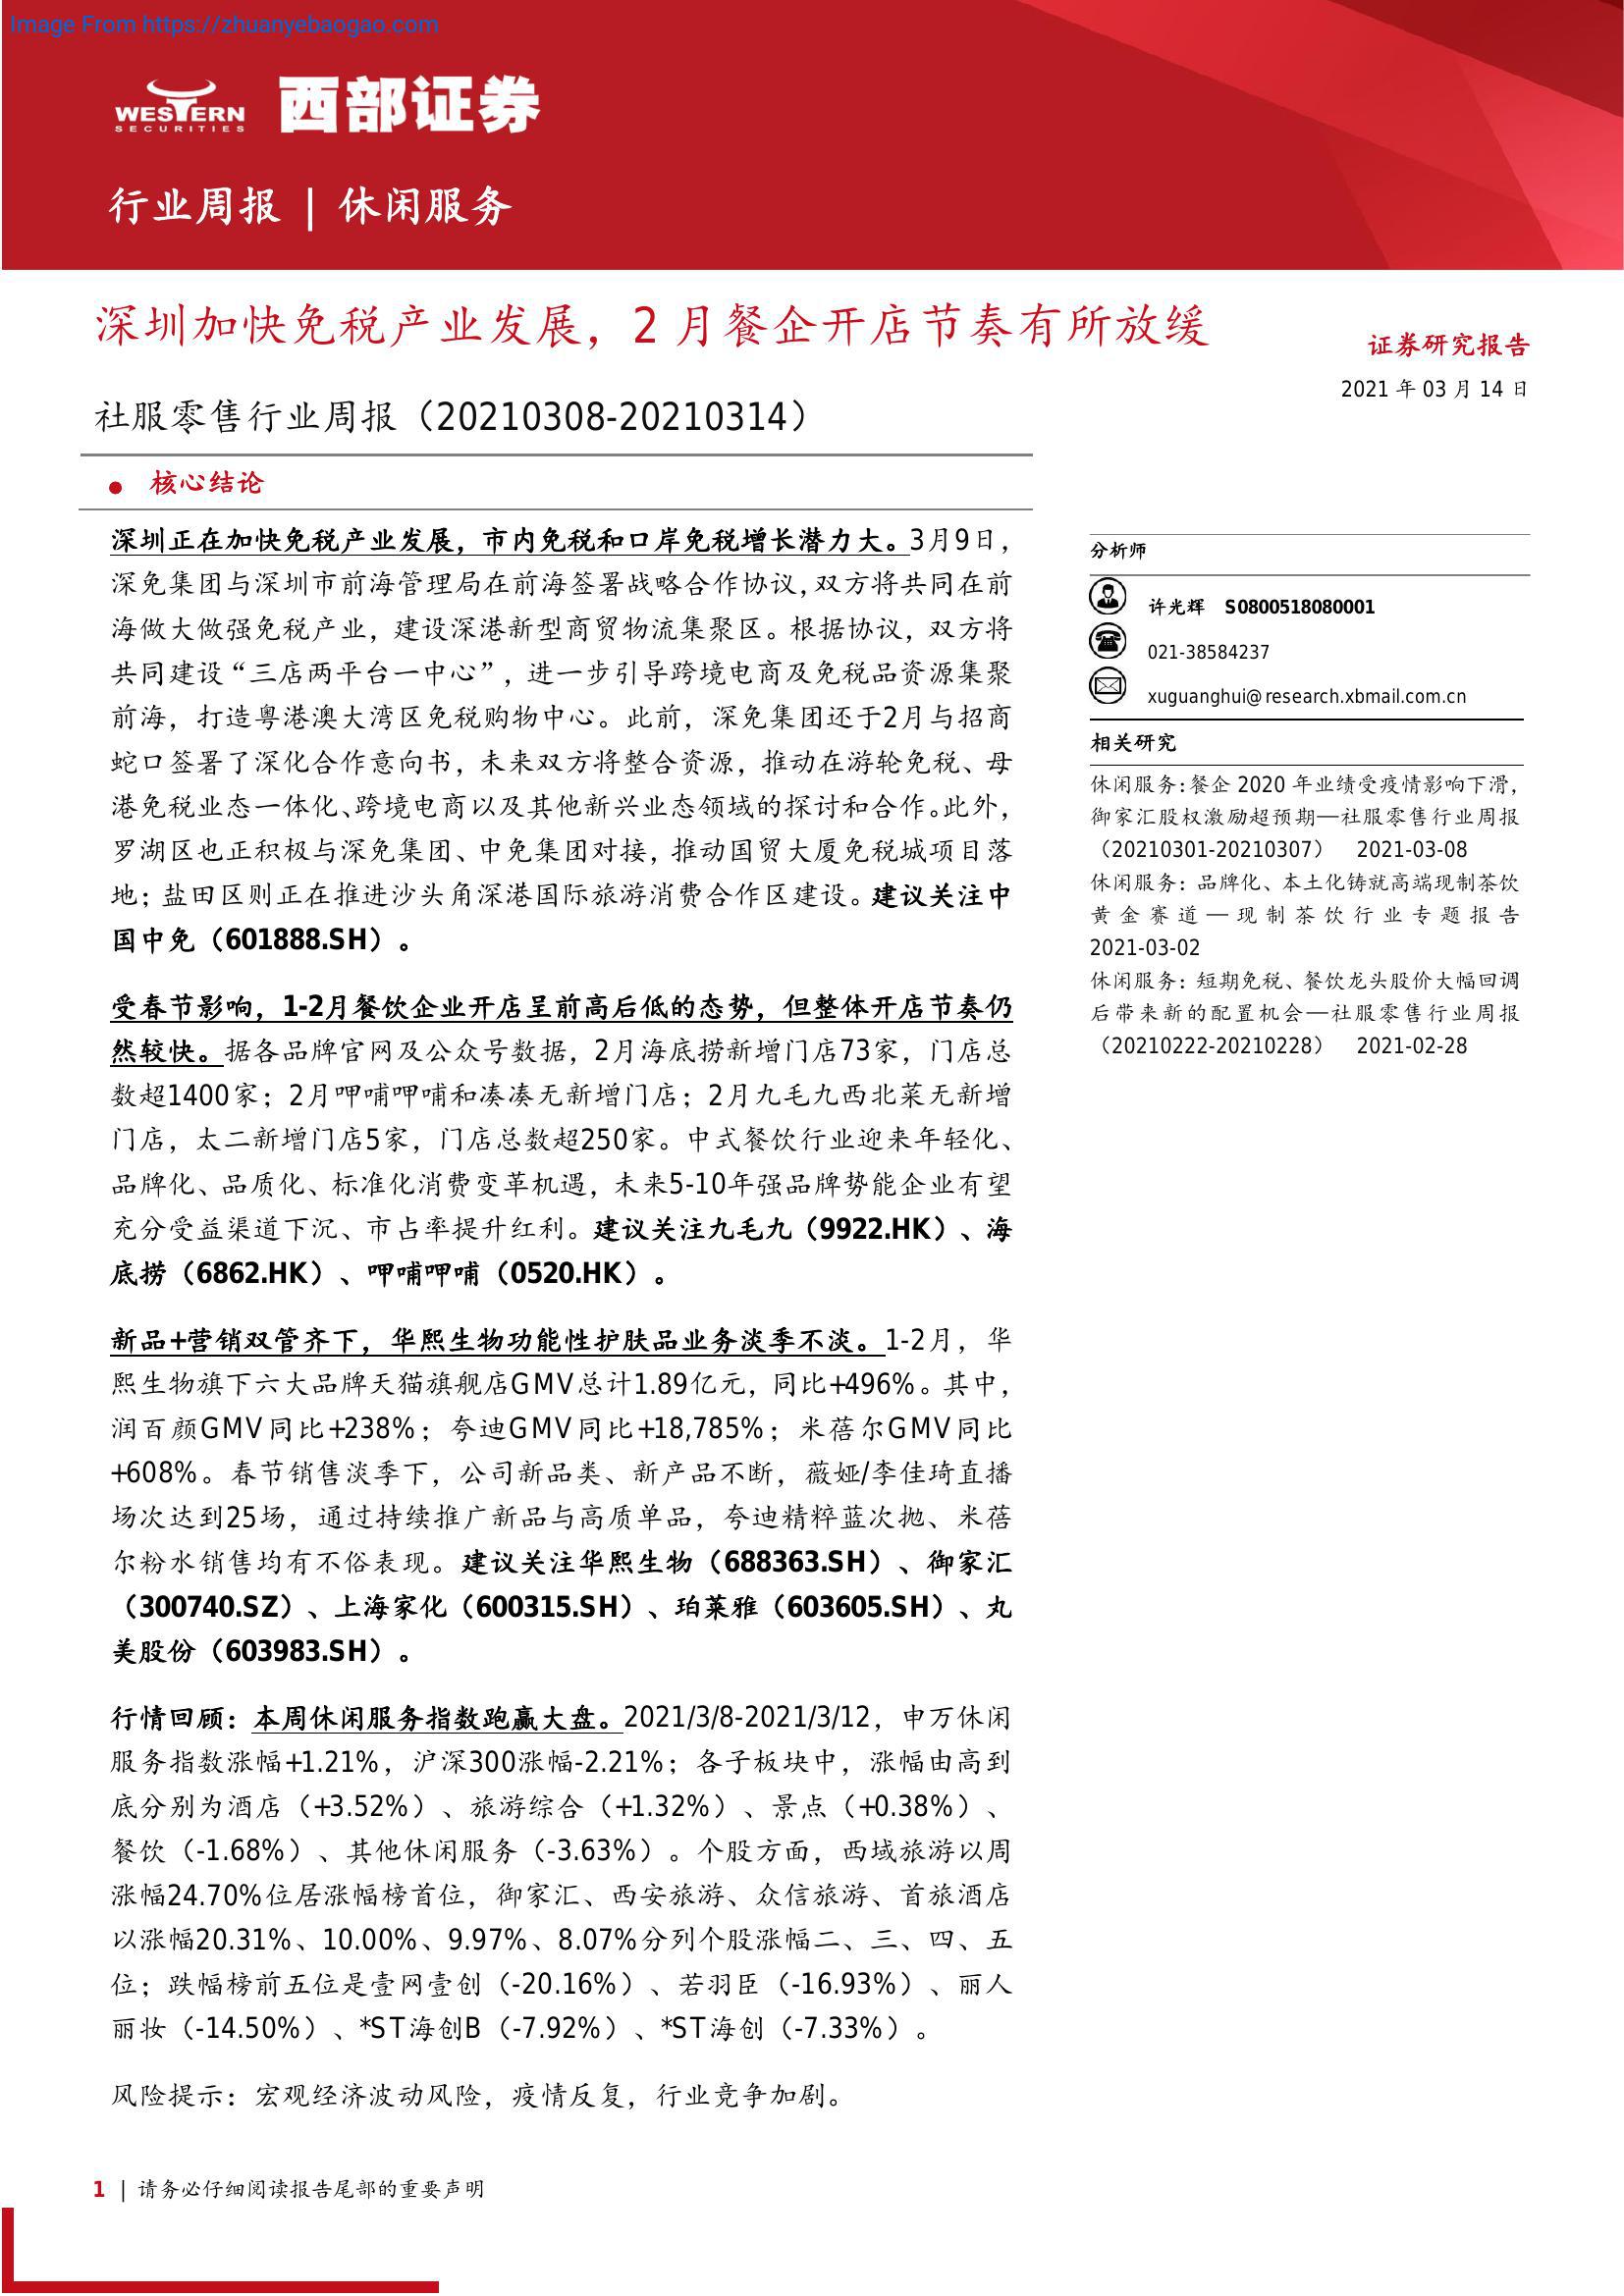 Image From https://zhuanyebaogao.com
WESTERN
SECURITIES
西部证券
行业周报 | 休闲服务
深圳加快免税产业发展，2 月餐企开店节奏有所放缓
社服零售行业周报（20210308-20210314）
证券研究报告
2021 年 03 月 14 日
● 核心结论
深圳正在加快免税产业发展，市内免税和口岸免税增长潜力大。3月9日，
深免集团与深圳市前海管理局在前海签署战略合作协议，双方将共同在前
海做大做强免税产业，建设深港新型商贸物流集聚区。根据协议，双方将
共同建设“三店两平台一中心”，进一步引导跨境电商及免税品资源集聚
前海，打造粤港澳大湾区免税购物中心。此前，深免集团还于2月与招商
蛇口签署了深化合作意向书，未来双方将整合资源，推动在游轮免税、母
港免税业态一体化、跨境电商以及其他新兴业态领域的探讨和合作。此外，
罗湖区也正积极与深免集团、中免集团对接，推动国贸大厦免税城项目落
地；盐田区则正在推进沙头角深港国际旅游消费合作区建设。建议关注中
国中免（601888.SH）。
受春节影响，1-2月餐饮企业开店呈前高后低的态势，但整体开店节奏仍
然较快。据各品牌官网及公众号数据，2月海底捞新增门店73家，门店总
数超1400家；2月呷哺呷哺和凑凑无新增门店；2月九毛九西北菜无新增
门店，太二新增门店5家，门店总数超250家。中式餐饮行业迎来年轻化、
品牌化、品质化、标准化消费变革机遇，未来5-10年强品牌势能企业有望
充分受益渠道下沉、市占率提升红利。建议关注九毛九（9922.HK）、海
底捞（6862.HK）、呷哺呷哺（0520.HK）。
新品+营销双管齐下，华熙生物功能性护肤品业务淡季不淡。1-2月，华
熙生物旗下六大品牌天猫旗舰店GMV总计1.89亿元，同比+496%。其中，
润百颜GMV同比+238%；夸迪GMV同比+18,785%；米蓓尔GMV同比
+608%。春节销售淡季下，公司新品类、新产品不断，薇娅/李佳琦直播
场次达到25场，通过持续推广新品与高质单品，夸迪精粹蓝次抛、米蓓
尔粉水销售均有不俗表现。建议关注华熙生物（688363.SH）、御家汇
（300740.SZ）、上海家化（600315.SH）、珀莱雅（603605.SH）、丸
美股份（603983.SH）。
行情回顾：本周休闲服务指数跑赢大盘。2021/3/8-2021/3/12，申万休闲
服务指数涨幅+1.21%，沪深300涨幅-2.21%；各子板块中，涨幅由高到
底分别为酒店（+3.52%）、旅游综合（+1.32%）、景点（+0.38%）、
餐饮（-1.68%）、其他休闲服务（-3.63%）。个股方面，西域旅游以周
涨幅24.70%位居涨幅榜首位，御家汇、西安旅游、众信旅游、首旅酒店
以涨幅20.31%、10.00%、9.97%、8.07%分列个股涨幅二、三、四、五
位；跌幅榜前五位是壹网壹创（-20.16%）、若羽臣（-16.93%）、丽人
丽妆（-14.50%）、*ST海创B（-7.92%）、*ST海创（-7.33%）。
风险提示：宏观经济波动风险，疫情反复，行业竞争加剧。
分析师
许光辉 S0800518080001
021-38584237
xuguanghui@research.xbmail.com.cn
相关研究
休闲服务：餐企 2020 年业绩受疫情影响下滑，
御家汇股权激励超预期—社服零售行业周报
（20210301-20210307） 2021-03-08
休闲服务：品牌化、本土化铸就高端现制茶饮
黄金赛道—现制茶饮行业专题报告
2021-03-02
休闲服务：短期免税、餐饮龙头股价大幅回调
后带来新的配置机会—社服零售行业周报
（20210222-20210228） 2021-02-28
1 | 请务必仔细阅读报告尾部的重要声明